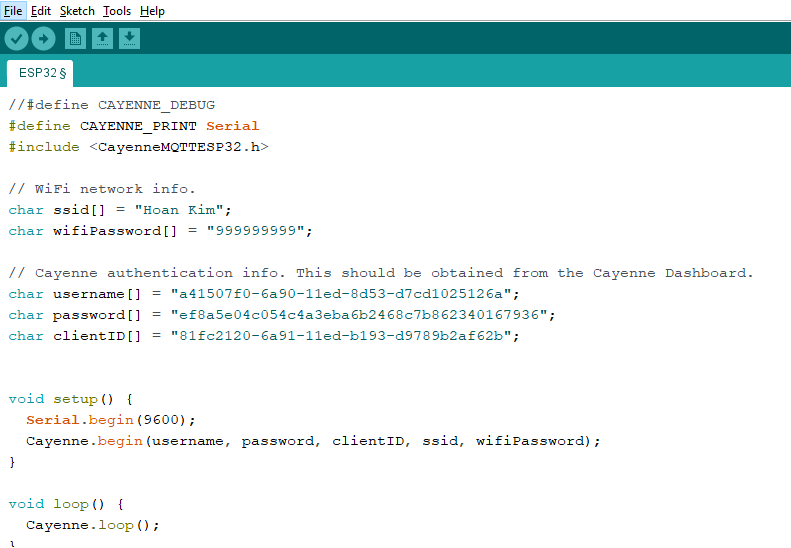 File Edit Sketch Tools Help
ESP32 §
//#define CAYENNE_DEBUG
#define CAYENNE_PRINT Serial
#include <CayenneMQTTESP32.h>
// WiFi network info.
char ssid[] = "Hoan Kim";
char wifiPassword[] = "999999999";
// Cayenne authentication info. This should be obtained from the Cayenne Dashboard.
char username[] = "a41507f0-6a90-11ed-8d53-d7cd1025126a";
char password[] = "ef8a5e04c054c4a3eba6b2468c7b862340167936";
char clientID[] = "81fc2120-6a91-11ed-b193-d9789b2af62b";
void setup() {
  Serial.begin(9600);
  Cayenne.begin(username, password, clientID, ssid, wifiPassword);
}
void loop() {
  Cayenne.loop();
}